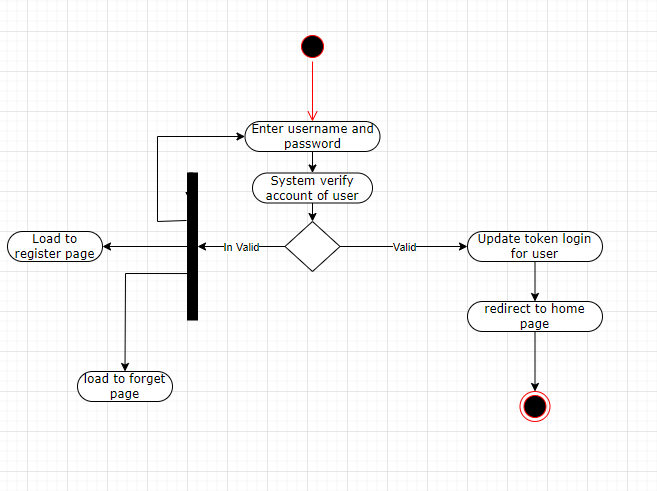 Enter username and
password
System verify
account of user
Load to
register page
In Valid
Valid
Update token login
for user
redirect to home
page
load to forget
page